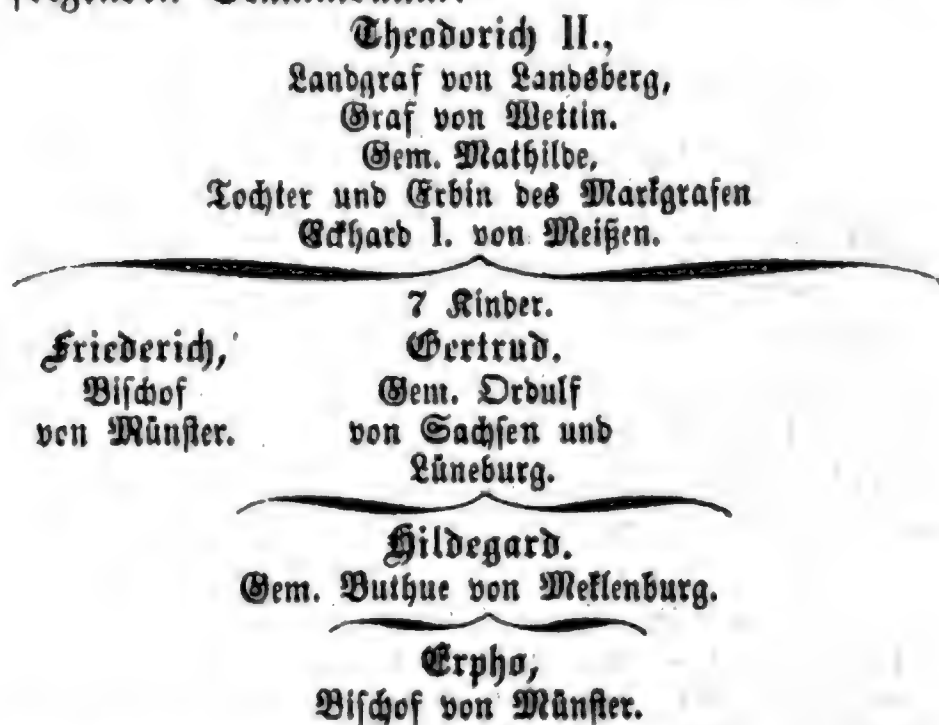 Theodorich II.,
Landgraf von Landsberg,
Graf von Wettin.
Gem. Mathilde,
Tochter und Erbin des Markgrafen
Eckhard I. von Meißen.
7 Kinder.
Friederich,
Bischof
von Münster.
Gertrud.
Gem. Ordulf
von Sachsen und
Lüneburg.
Hildegard.
Gem. Buthue von Meklenburg.
Erpho,
Bischof von Münster.